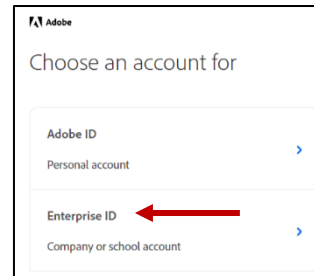 Adobe
Choose an account for
Adobe ID
Personal account
Enterprise ID
Company or school account